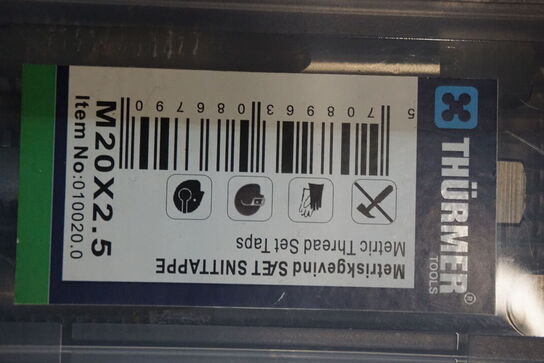 THÜRMER®
TOOLS
Metriskgevind SÆT SNITTAPPE
Metric Thread Set Taps
5 708963 086790
M20X2.5
Item No:010020.0